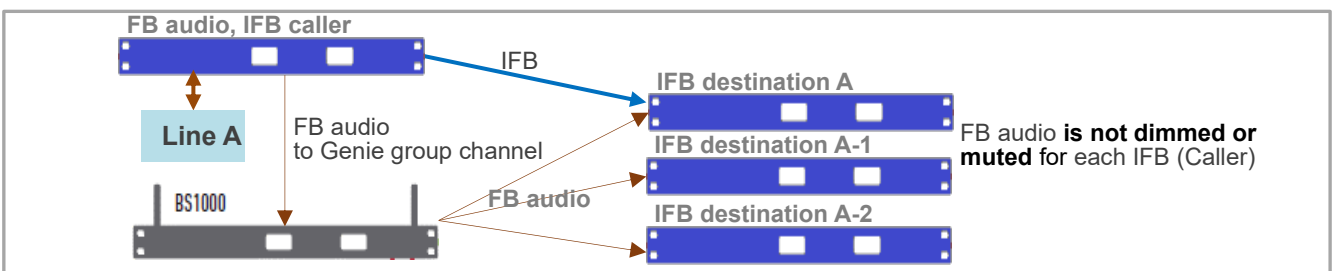 FB audio, IFB caller
IFB
IFB destination A
Line A
FB audio
to Genie group channel
FB audio is not dimmed or
muted for each IFB (Caller)
IFB destination A-1
BS1000
FB audio
IFB destination A-2